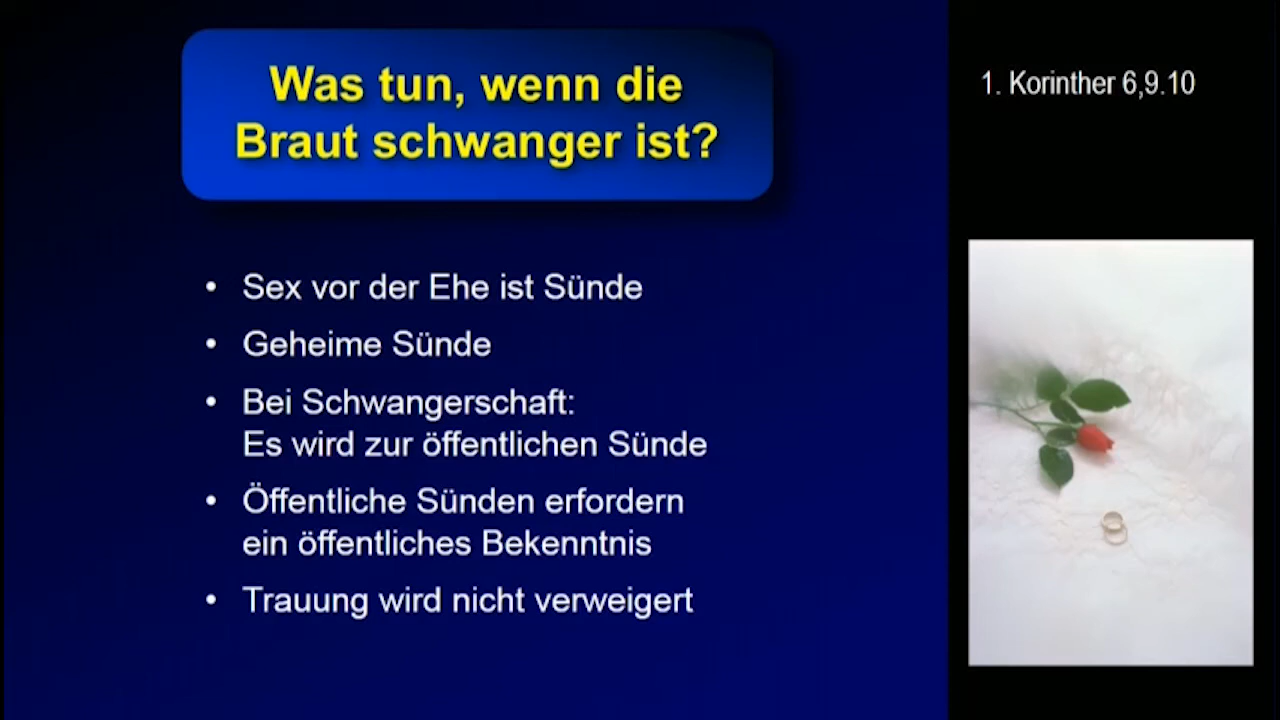 Was tun, wenn die
Braut schwanger ist?
1. Korinther 6,9.10
• Sex vor der Ehe ist Sünde
• Geheime Sünde
• Bei Schwangerschaft:
Es wird zur öffentlichen Sünde
• Öffentliche Sünden erfordern
ein öffentliches Bekenntnis
• Trauung wird nicht verweigert